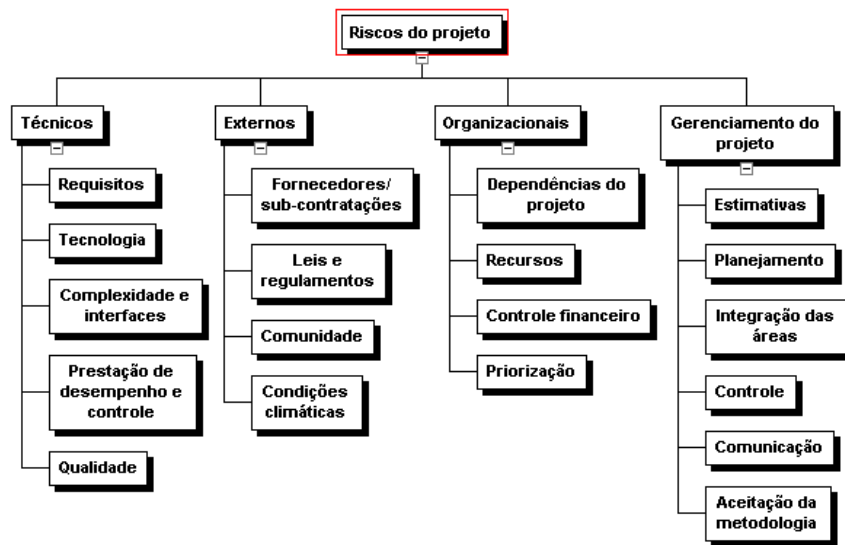 Riscos do projeto
Técnicos
Requisitos
Tecnologia
Complexidade e
interfaces
Prestação de
desempenho e
controle
Qualidade
Externos
Fornecedores/
sub-contratações
Leis e
regulamentos
Comunidade
Condições
climáticas
Organizacionais
Dependências do
projeto
Recursos
Controle financeiro
Priorização
Gerenciamento do
projeto
Estimativas
Planejamento
Integração das
áreas
Controle
Comunicação
Aceitação da
metodologia